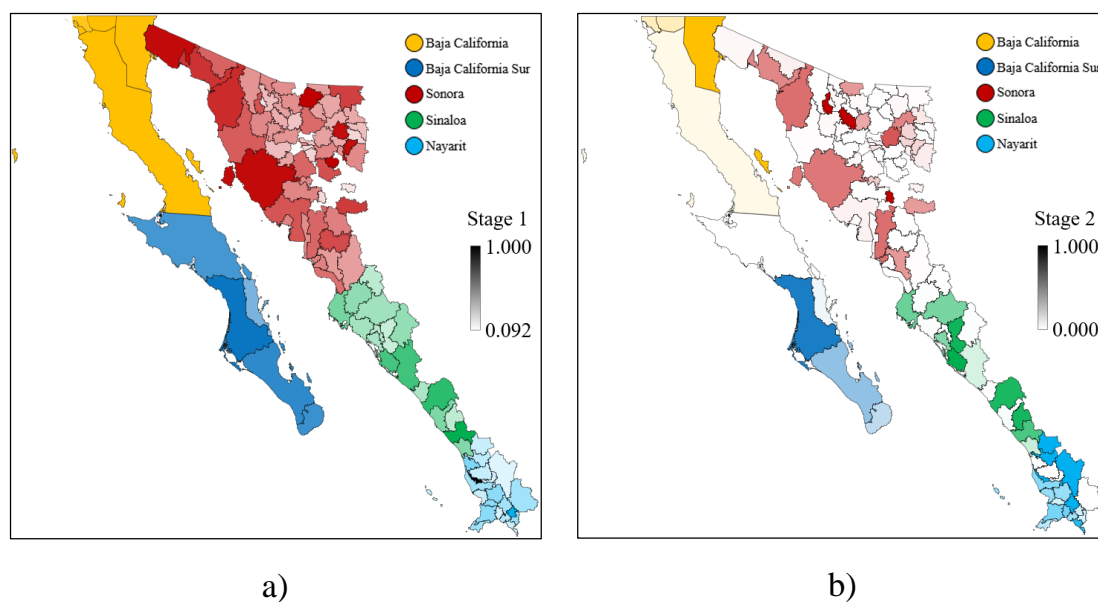 Baja California
Baja California Sur
Sonora
Sinaloa
Nayarit
Stage 1
1.000
0.092
a)
Baja California
Baja California Sur
Sonora
Sinaloa
Nayarit
Stage 2
1.000
0.000
b)